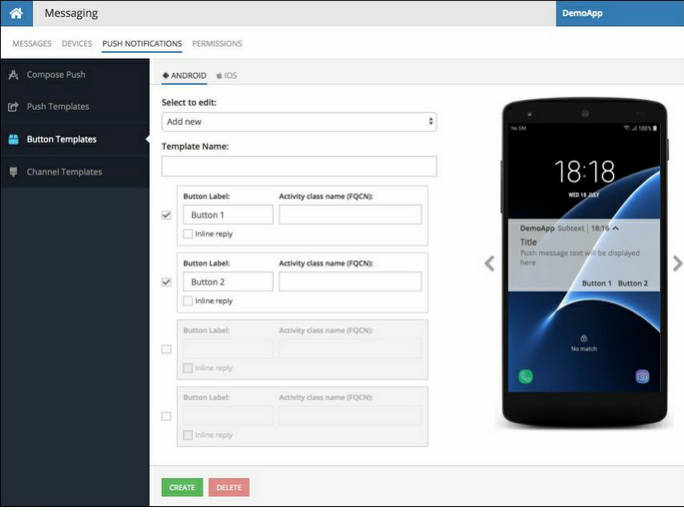 Messaging
DemoApp
MESSAGES DEVICES PUSH NOTIFICATIONS PERMISSIONS
Compose Push
Push Templates
Button Templates
Channel Templates
ANDROID iOS
Select to edit:
Add new
Template Name:
Button Label: Activity class name (FQCN):
Button 1
Inline reply
Button Label: Activity class name (FQCN):
Button 2
Inline reply
Button Label: Activity class name (FQCN):
Inline reply
Button Label: Activity class name (FQCN):
Inline reply
CREATE DELETE
No SIM 100%
18:18
WED 18 JULY
DemoApp Subtext | 18:16
Title
Push message text will be displayed
here
Button 1 Button 2
No match